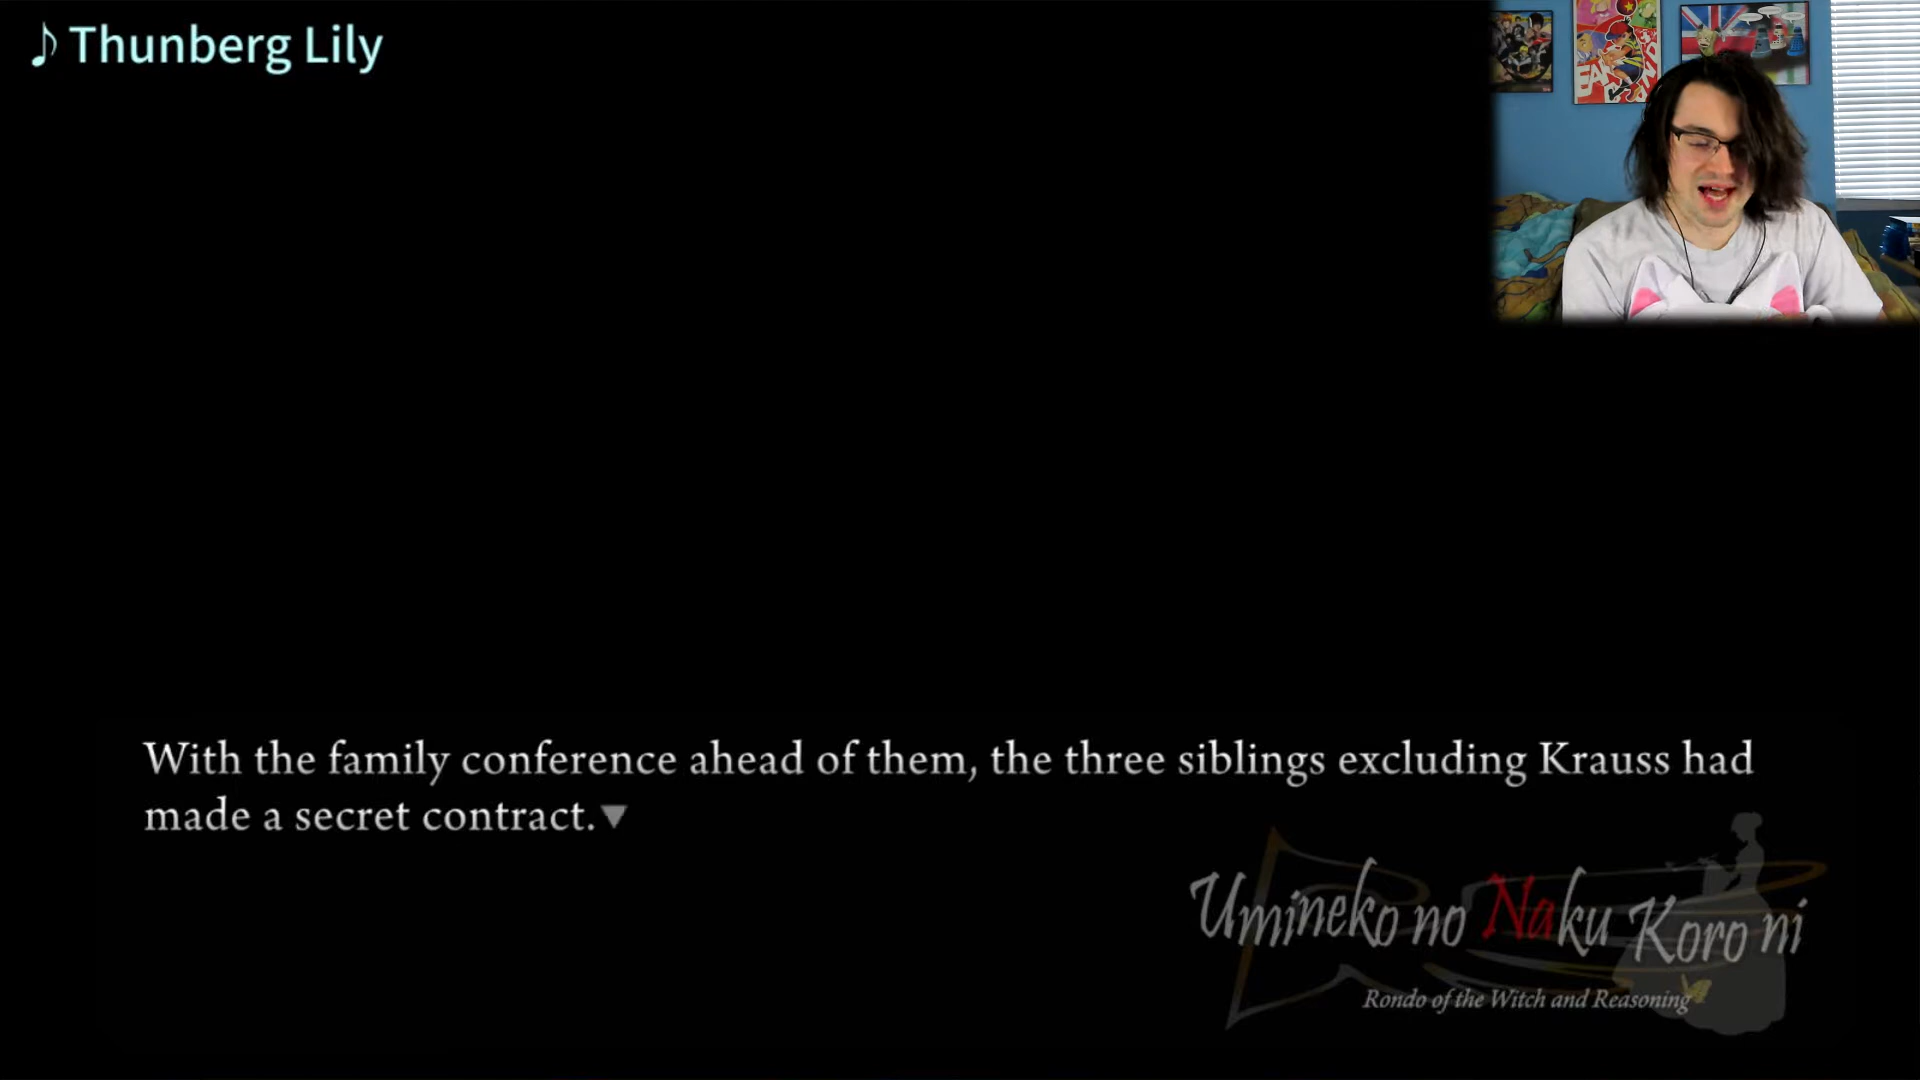 ♪ Thunberg Lily
With the family conference ahead of them, the three siblings excluding Krauss had
made a secret contract.▼
Umineko no Naku Koro ni
Rondo of the Witch and Reasoning